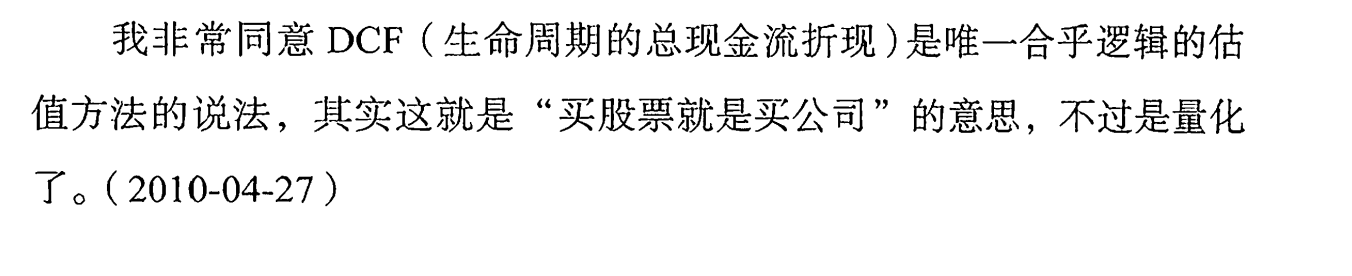 我非常同意 DCF（生命周期的总现金流折现）是唯一合乎逻辑的估
值方法的说法，其实这就是“买股票就是买公司”的意思，不过是量化
了。（2010-04-27）